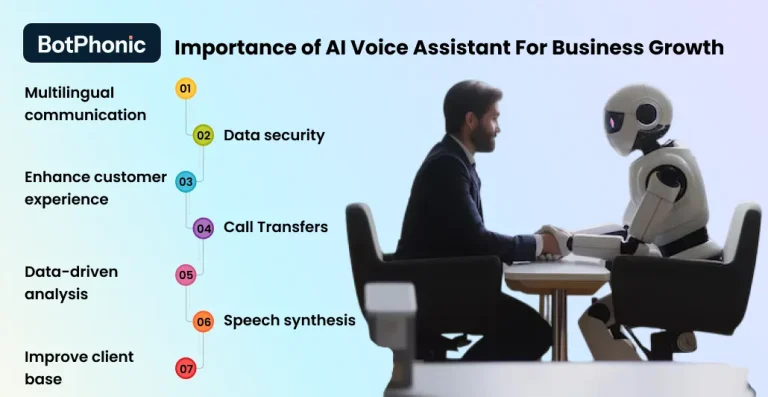 BotPhonic
Importance of AI Voice Assistant For Business Growth
01
Multilingual
communication
02
Data security
03
Enhance customer
experience
04
Call Transfers
05
Data-driven
analysis
06
Speech synthesis
07
Improve client
base